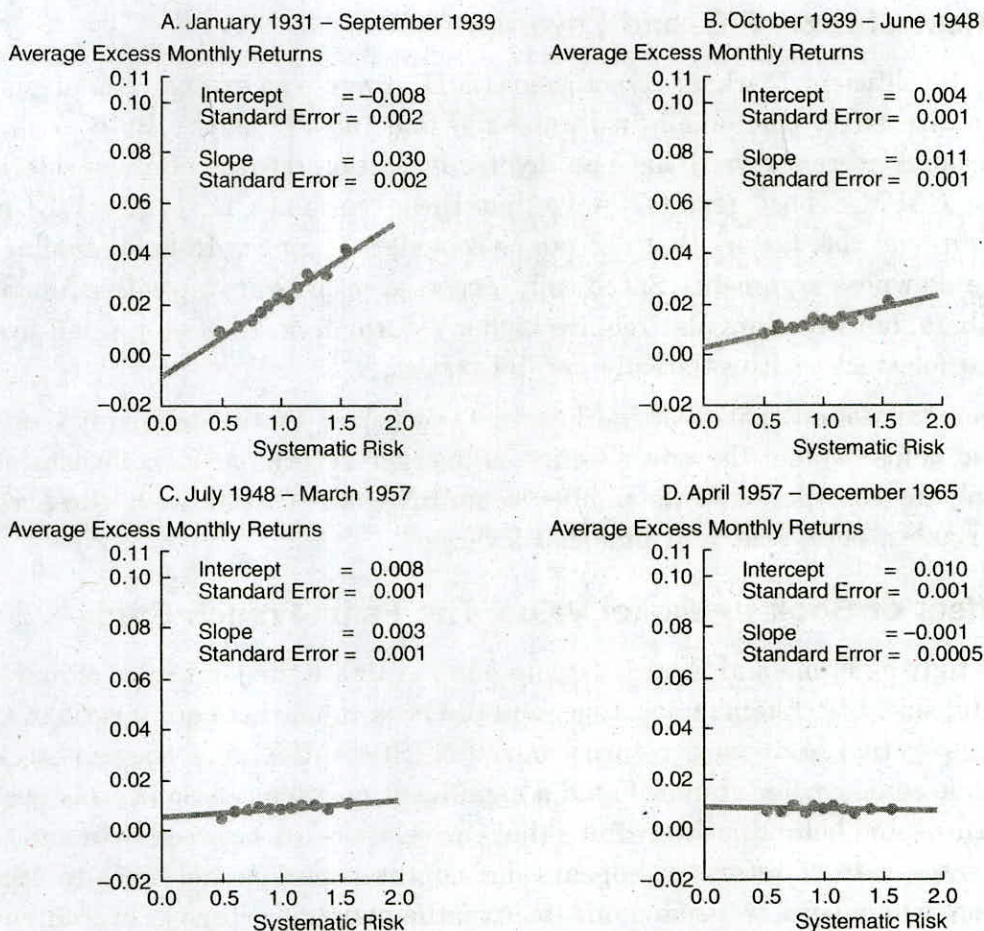 A. January 1931 – September 1939
Average Excess Monthly Returns
0.11
0.10
0.08
0.06
0.04
0.02
0.00
−0.02
Intercept = −0.008
Standard Error = 0.002
Slope = 0.030
Standard Error = 0.002
0.0 0.5 1.0 1.5 2.0
Systematic Risk
B. October 1939 – June 1948
Average Excess Monthly Returns
0.11
0.10
0.08
0.06
0.04
0.02
0.00
−0.02
Intercept = 0.004
Standard Error = 0.001
Slope = 0.011
Standard Error = 0.001
0.0 0.5 1.0 1.5 2.0
Systematic Risk
C. July 1948 – March 1957
Average Excess Monthly Returns
0.11
0.10
0.08
0.06
0.04
0.02
0.00
−0.02
Intercept = 0.008
Standard Error = 0.001
Slope = 0.003
Standard Error = 0.001
0.0 0.5 1.0 1.5 2.0
Systematic Risk
D. April 1957 – December 1965
Average Excess Monthly Returns
0.11
0.10
0.08
0.06
0.04
0.02
0.00
−0.02
Intercept = 0.010
Standard Error = 0.001
Slope = −0.001
Standard Error = 0.0005
0.0 0.5 1.0 1.5 2.0
Systematic Risk